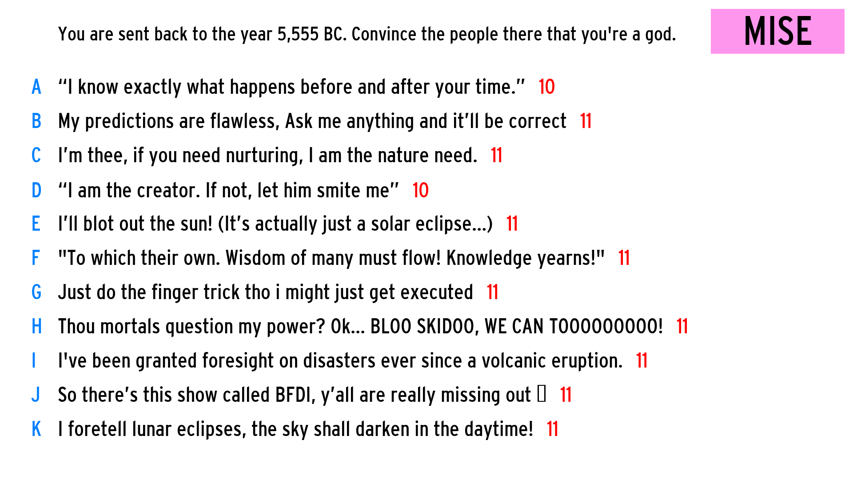 You are sent back to the year 5,555 BC. Convince the people there that you're a god.
MISE
A “I know exactly what happens before and after your time.” 10
B My predictions are flawless, Ask me anything and it’ll be correct 11
C I’m thee, if you need nurturing, I am the nature need. 11
D “I am the creator. If not, let him smite me” 10
E I’ll blot out the sun! (It’s actually just a solar eclipse...) 11
F "To which their own. Wisdom of many must flow! Knowledge yearns!" 11
G Just do the finger trick tho i might just get executed 11
H Thou mortals question my power? Ok... BLOO SKIDOO, WE CAN TOOOOOOOOO! 11
I I've been granted foresight on disasters ever since a volcanic eruption. 11
J So there’s this show called BFDI, y’all are really missing out 11
K I foretell lunar eclipses, the sky shall darken in the daytime! 11